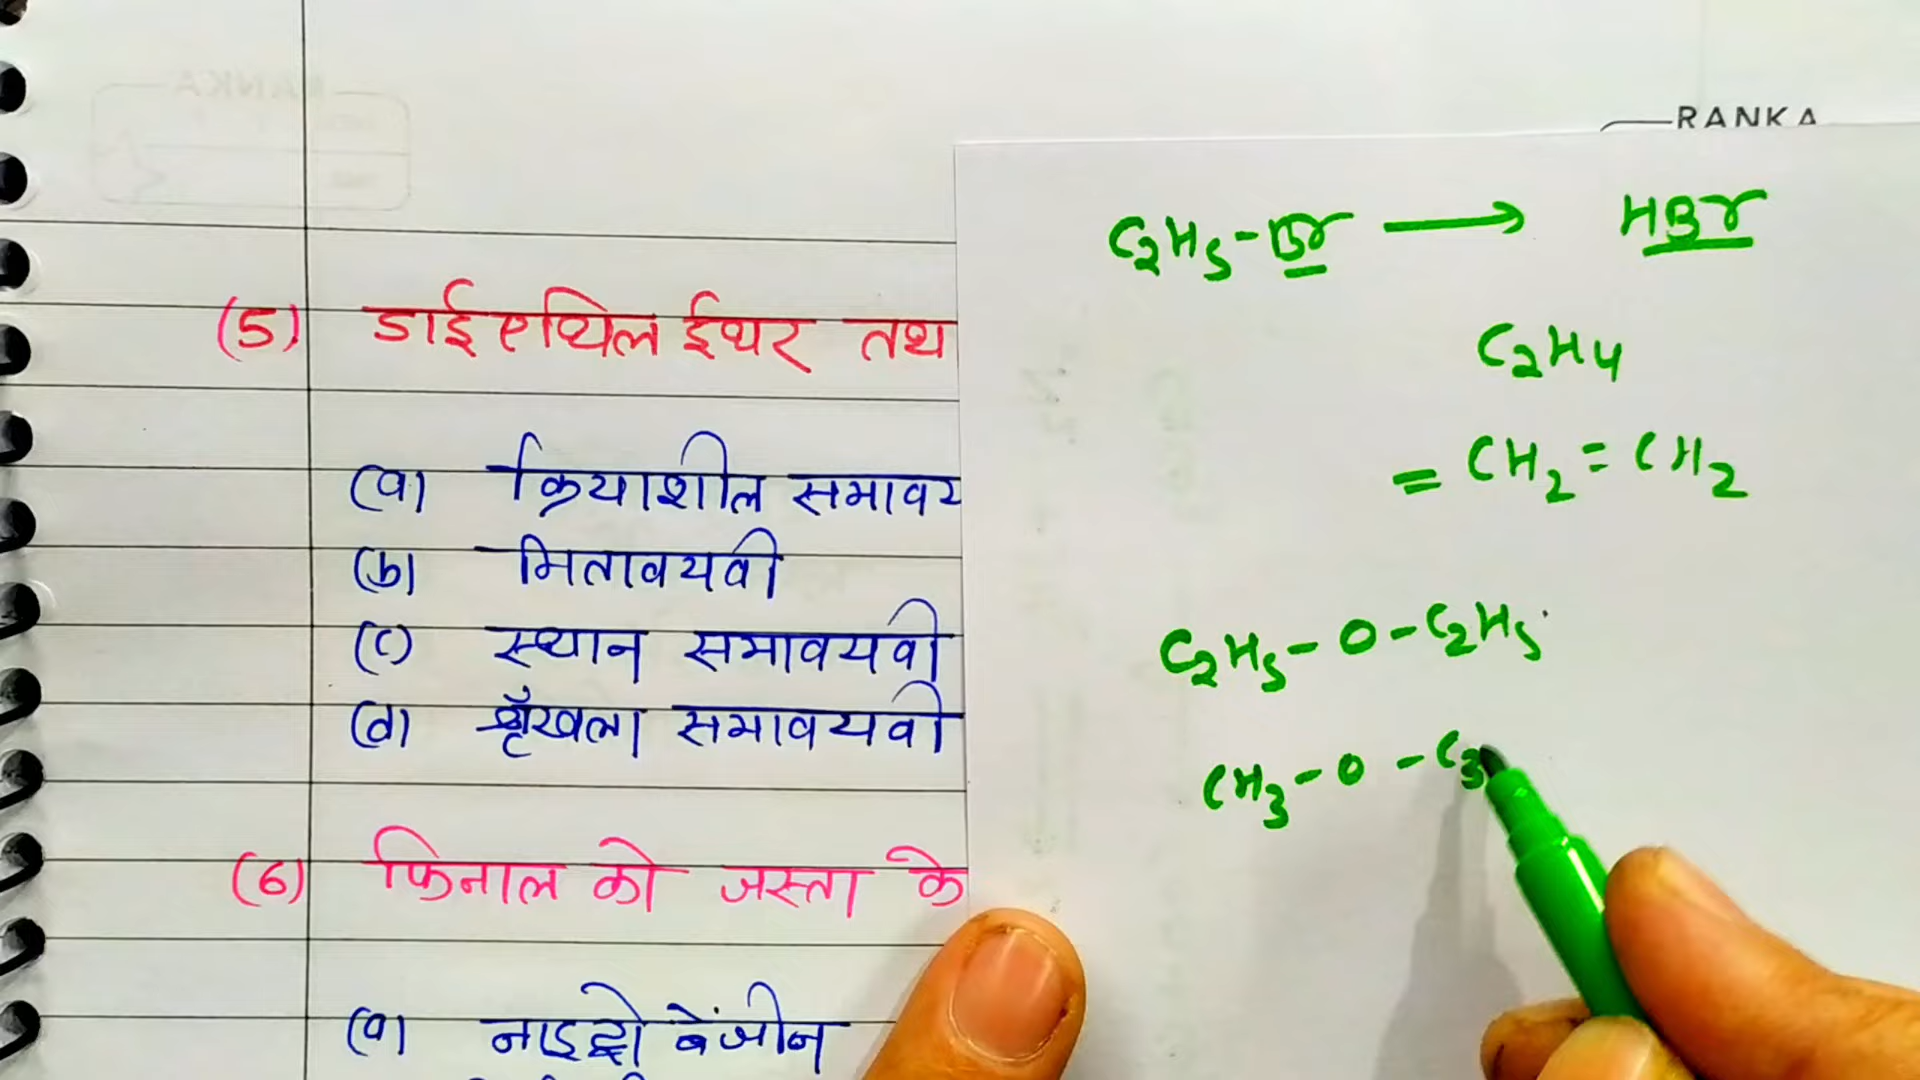 RANKA
(5) डाईएथिल ईथर तथ
(a) क्रियाशील समावय
(b) मितावयवी
(c) स्थान समावयवी
(d) श्रृंखला समावयवी
(6) फिनाल को जस्ता के
(a) नाइट्रो बेंजीन
C₂H₅-Br ⟶ HBr
C₂H₄
= CH₂=CH₂
C₂H₅-O-C₂H₅
CH₃-O-C₃